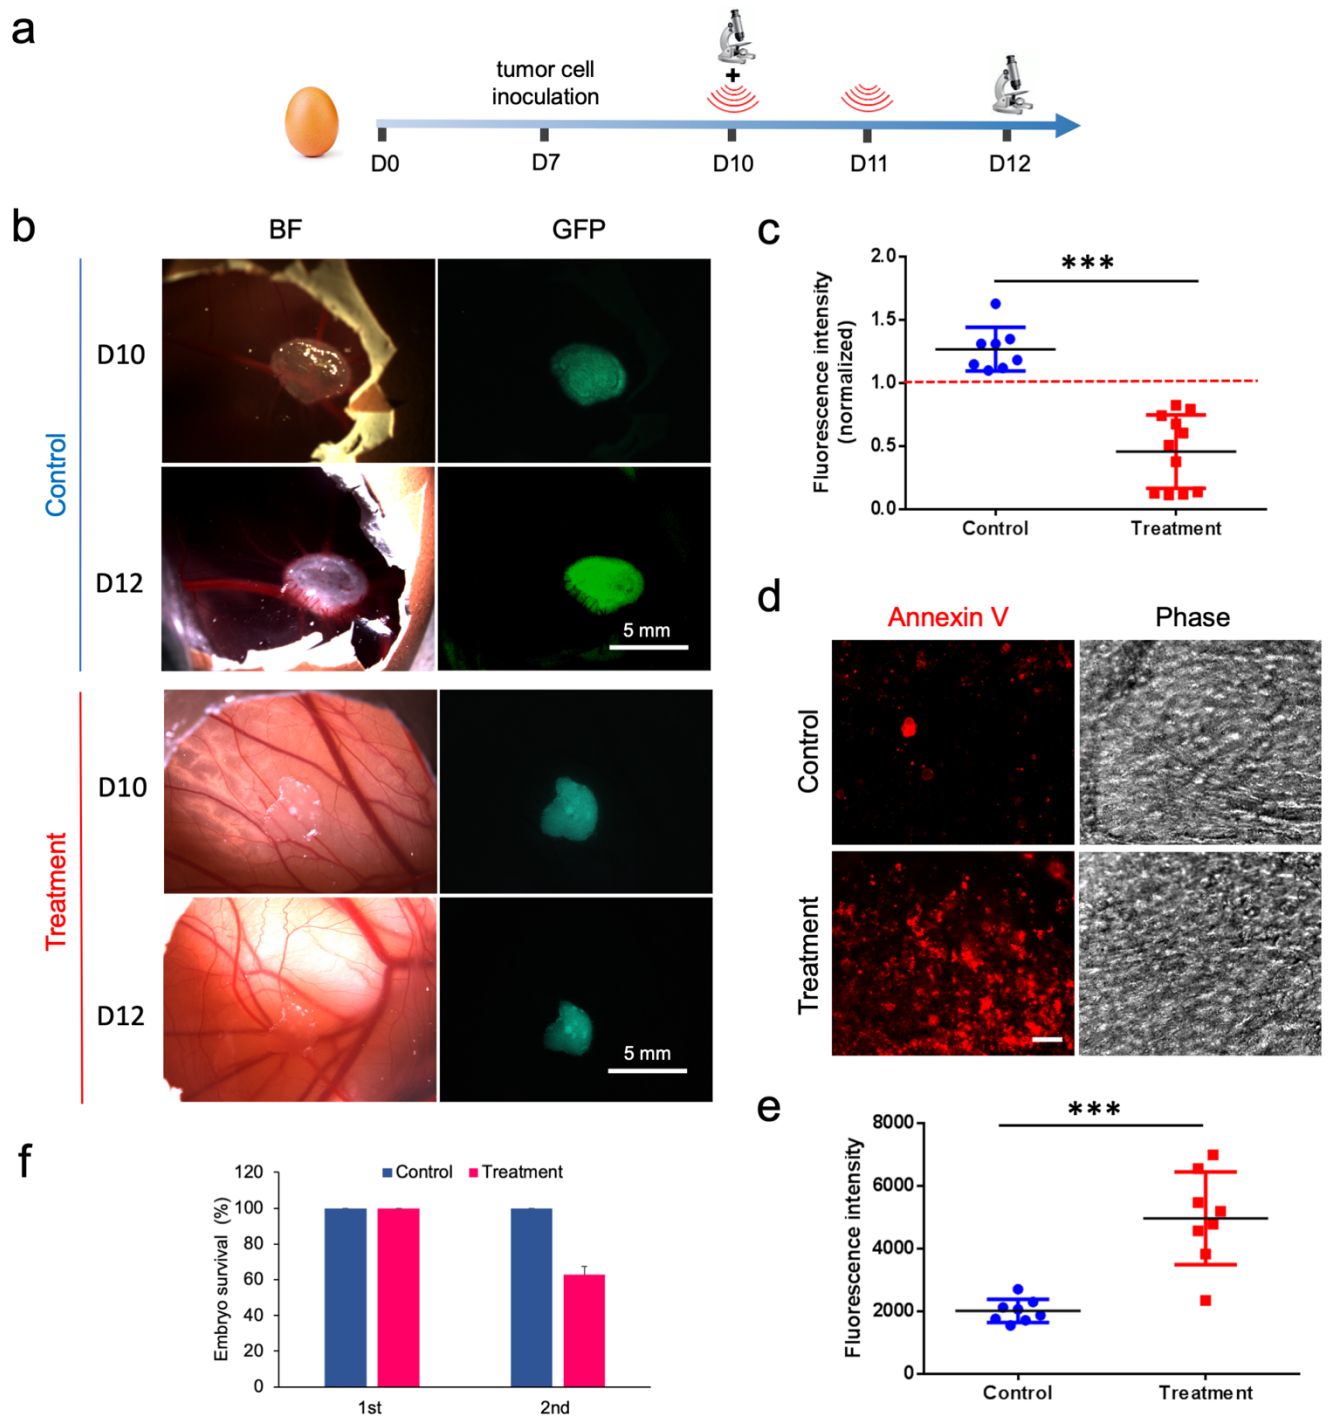 a
tumor cell
inoculation
+
D0
D7
D10
D11
D12
b
BF
GFP
Control
D10
D12
5 mm
Treatment
D10
D12
5 mm
c
Fluorescence intensity
(normalized)
2.0
1.5
1.0
0.5
0.0
***
Control
Treatment
d
Annexin V
Phase
Control
Treatment
e
Fluorescence intensity
8000
6000
4000
2000
0
***
Control
Treatment
f
Control
Treatment
Embryo survival (%)
120
100
80
60
40
20
0
1st
2nd